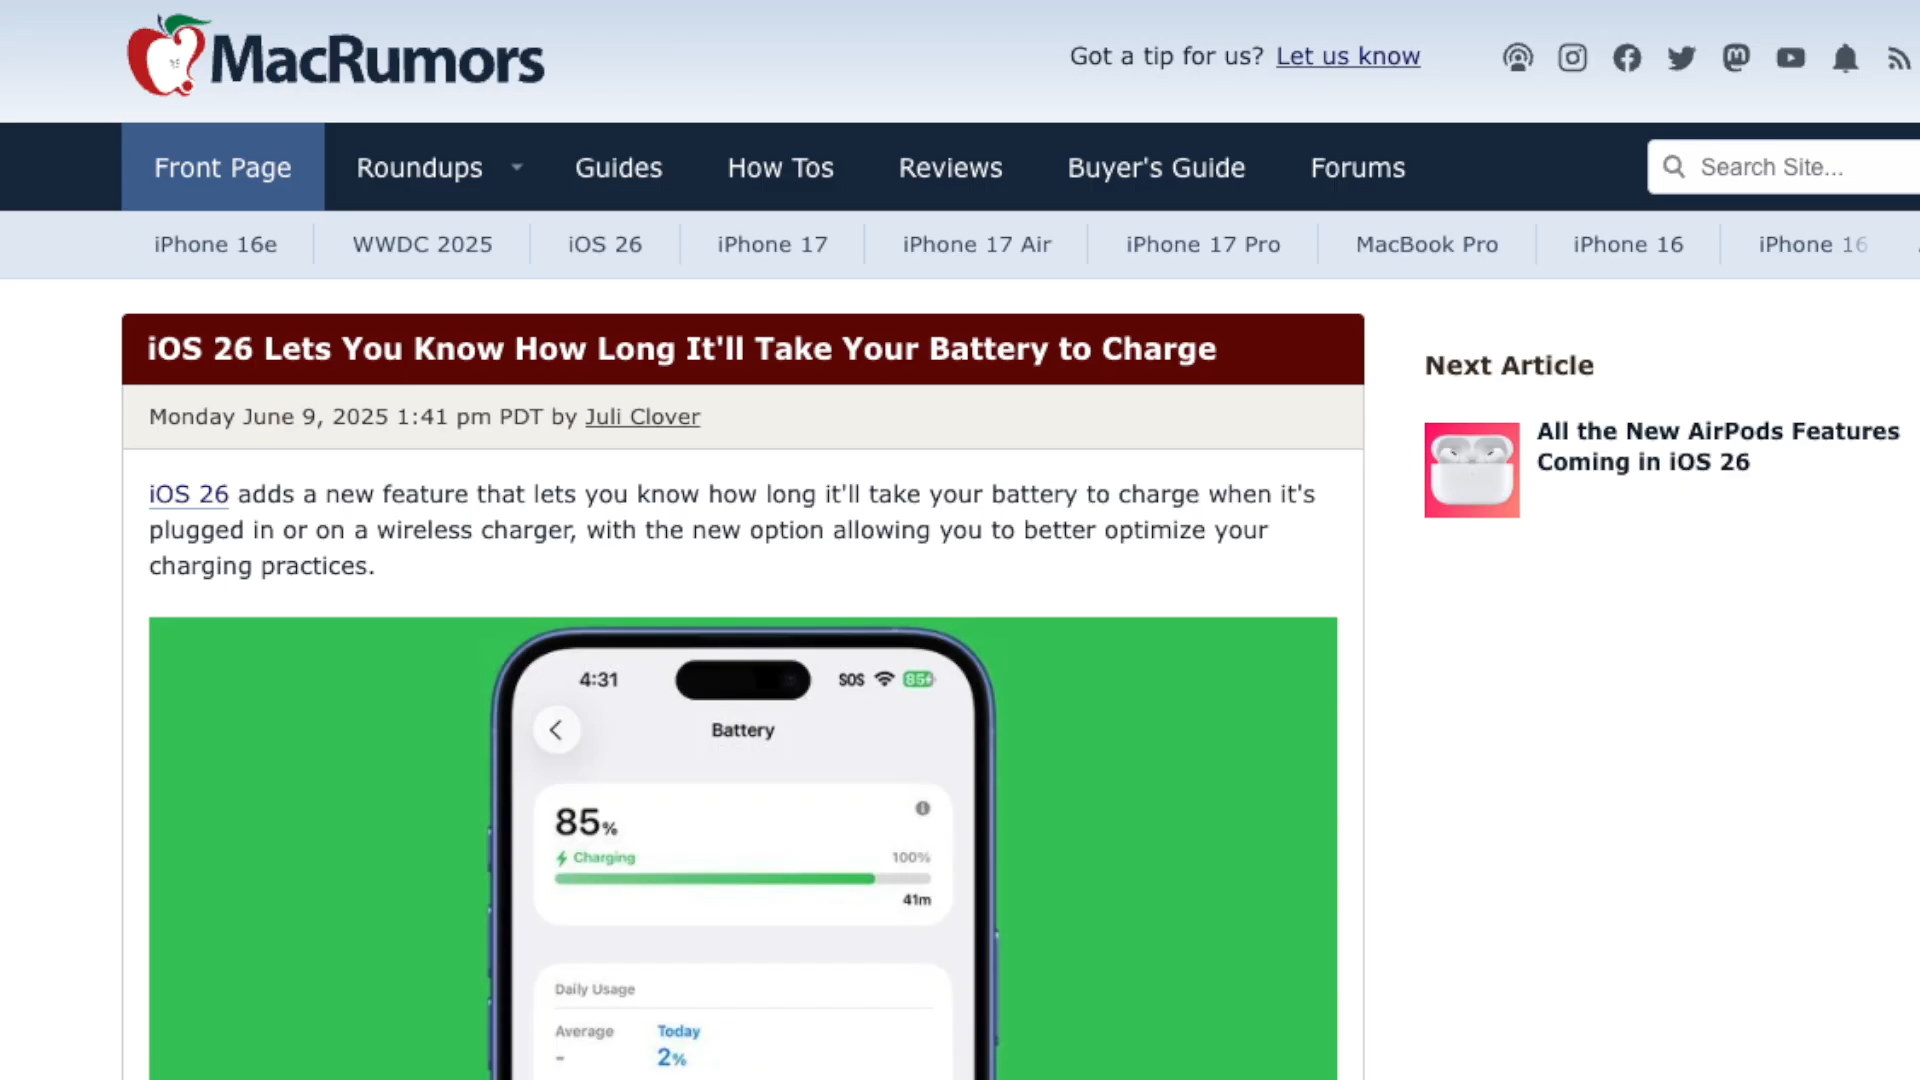 MacRumors
Got a tip for us? Let us know
Front Page
Roundups
Guides
How Tos
Reviews
Buyer's Guide
Forums
Search Site...
iPhone 16e
WWDC 2025
iOS 26
iPhone 17
iPhone 17 Air
iPhone 17 Pro
MacBook Pro
iPhone 16
iPhone 16
iOS 26 Lets You Know How Long It'll Take Your Battery to Charge
Monday June 9, 2025 1:41 pm PDT by Juli Clover
iOS 26 adds a new feature that lets you know how long it'll take your battery to charge when it's
plugged in or on a wireless charger, with the new option allowing you to better optimize your
charging practices.
4:31
SOS
85
Battery
85%
Charging
100%
41m
Daily Usage
Average
Today
-
2%
Next Article
All the New AirPods Features
Coming in iOS 26